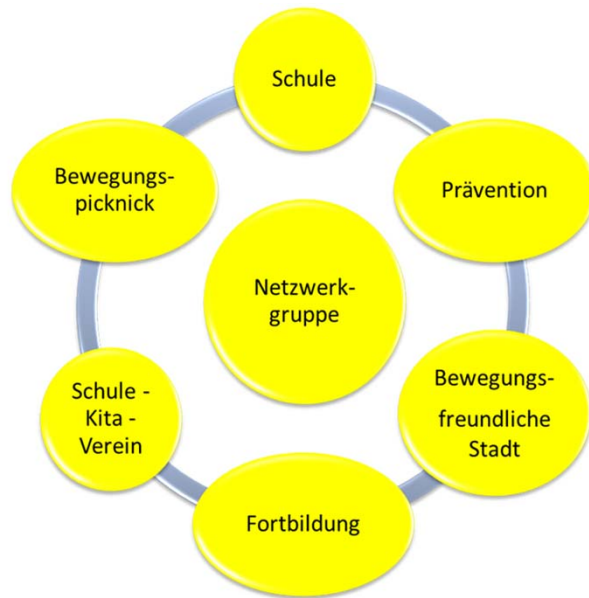 Schule
Bewegungs-
picknick
Prävention
Netzwerk-
gruppe
Schule -
Kita -
Verein
Bewegungs-
freundliche
Stadt
Fortbildung